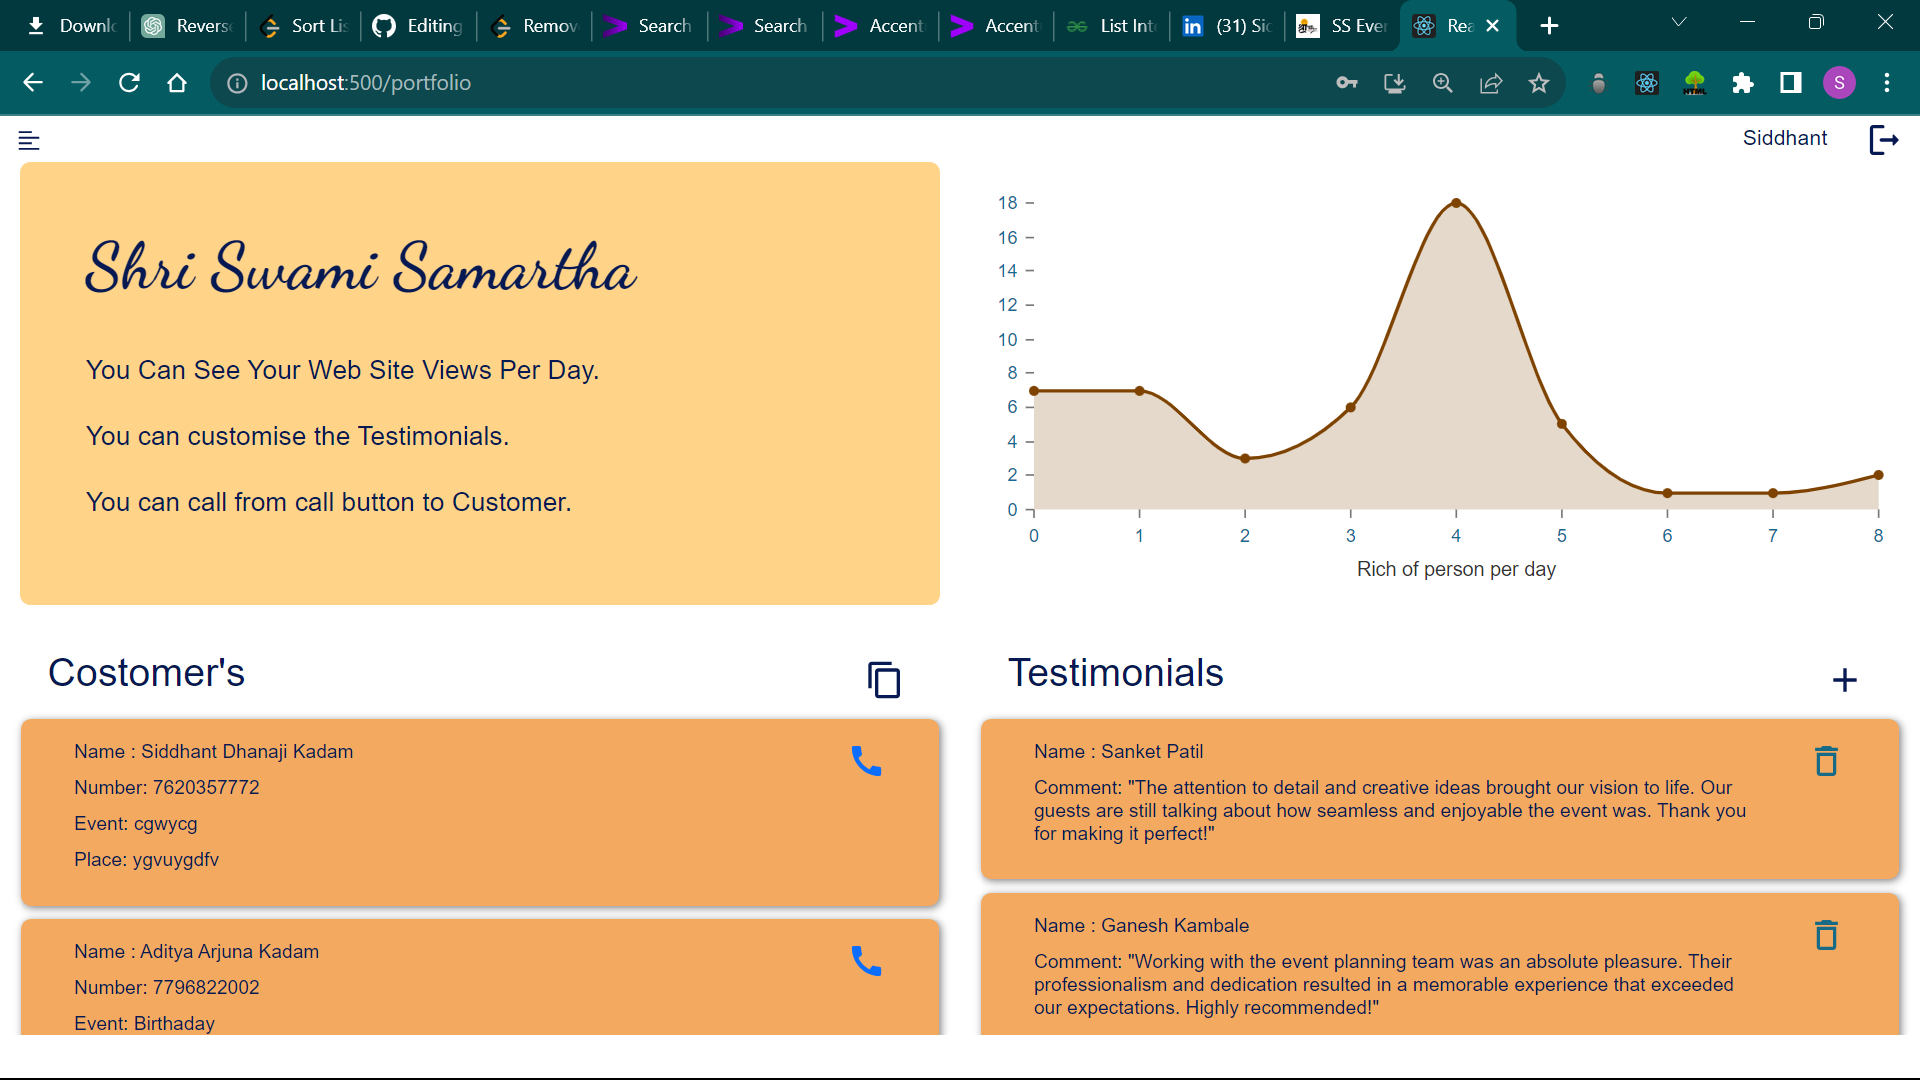 Downl
Revers
Sort Lis
Editing
Remov
Search
Search
Accent
Accent
List Inte
(31) Sid
SS Ever
Rea
localhost:500/portfolio
S
Siddhant
Shri Swami Samartha
You Can See Your Web Site Views Per Day.
You can customise the Testimonials.
You can call from call button to Customer.
18
16
14
12
10
8
6
4
2
0
0 1 2 3 4 5 6 7 8
Rich of person per day
Costomer's
Name : Siddhant Dhanaji Kadam
Number: 7620357772
Event: cgwycg
Place: ygvuygdfv
Name : Aditya Arjuna Kadam
Number: 7796822002
Event: Birthaday
Testimonials
Name : Sanket Patil
Comment: "The attention to detail and creative ideas brought our vision to life. Our
guests are still talking about how seamless and enjoyable the event was. Thank you
for making it perfect!"
Name : Ganesh Kambale
Comment: "Working with the event planning team was an absolute pleasure. Their
professionalism and dedication resulted in a memorable experience that exceeded
our expectations. Highly recommended!"